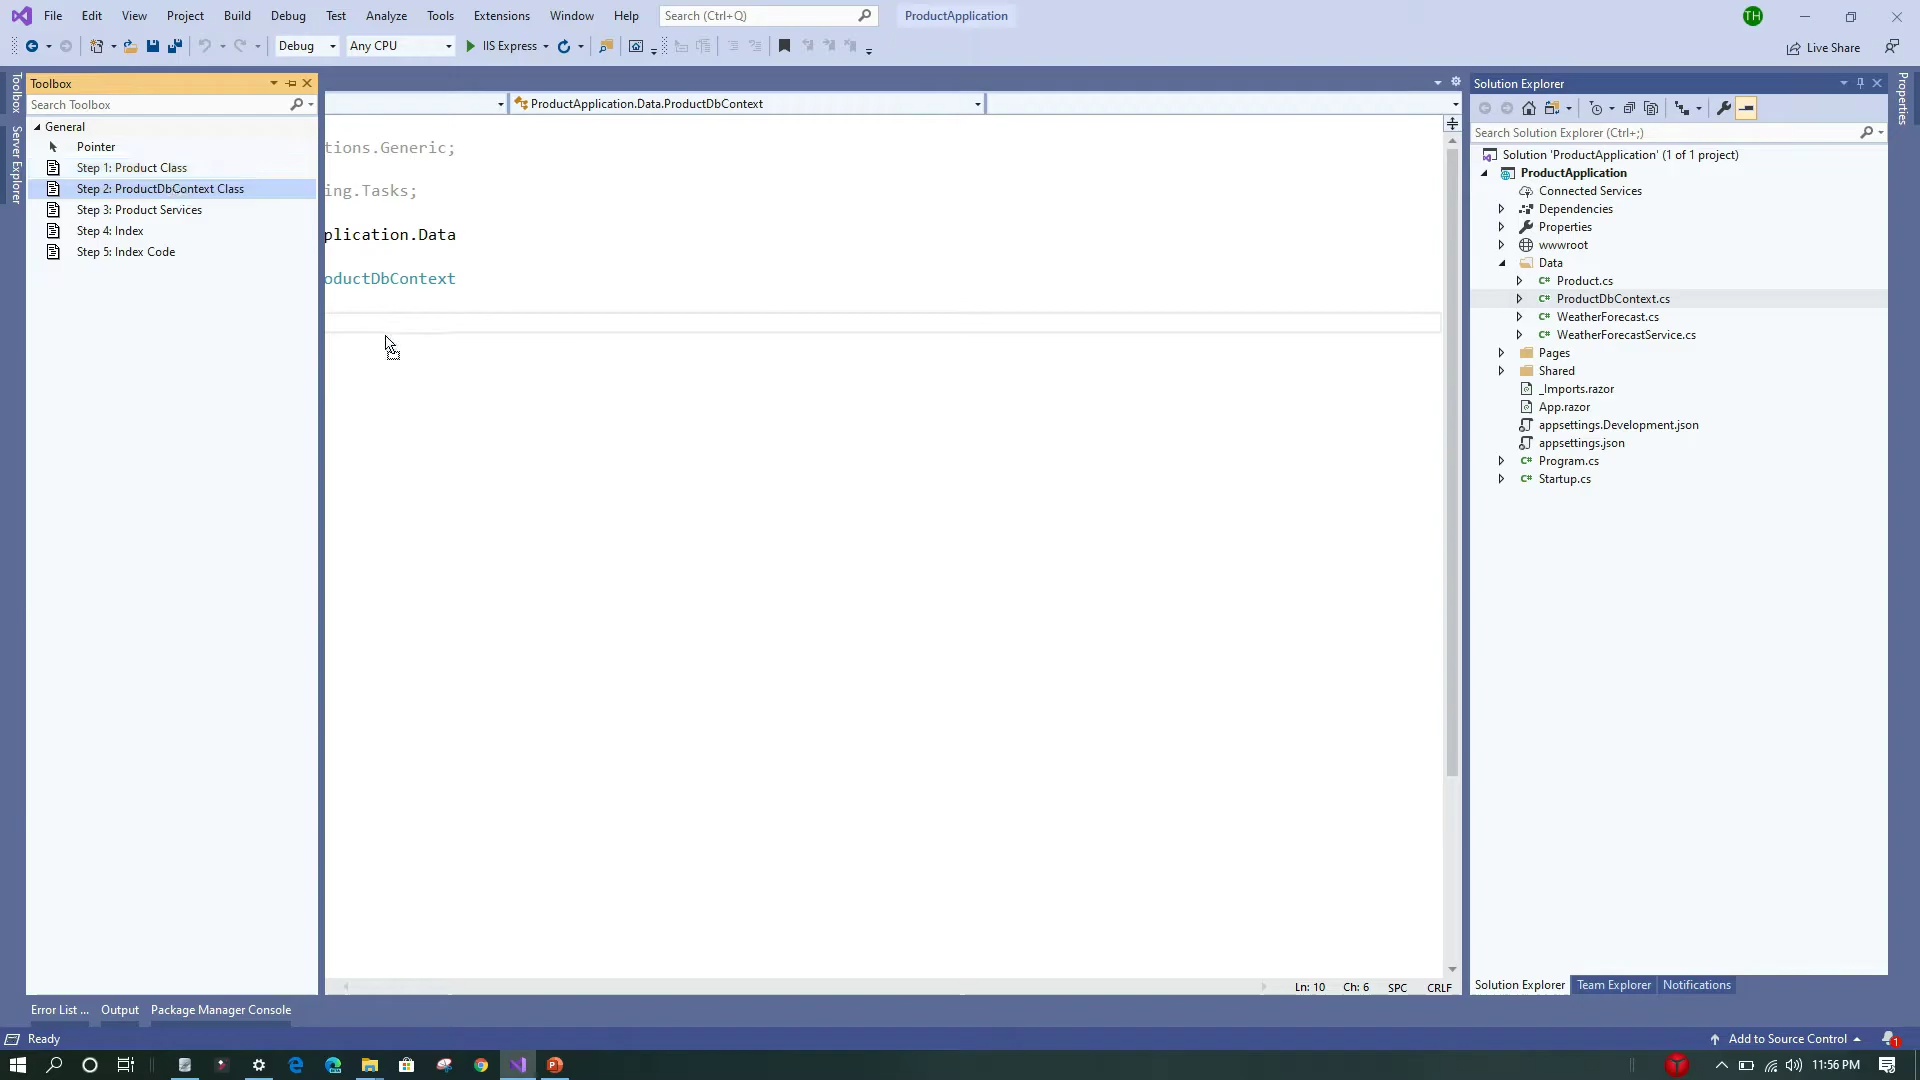 File Edit View Project Build Debug Test Analyze Tools Extensions Window Help Search (Ctrl+Q) ProductApplication TH
Debug Any CPU IIS Express Live Share
Toolbox
Search Toolbox
General
Pointer
Step 1: Product Class
Step 2: ProductDbContext Class
Step 3: Product Services
Step 4: Index
Step 5: Index Code
Toolbox
Server Explorer
ProductApplication.Data.ProductDbContext
tions.Generic;
ing.Tasks;
plication.Data
oductDbContext
Ln: 10 Ch: 6 SPC CRLF
Solution Explorer
Search Solution Explorer (Ctrl+;)
Solution 'ProductApplication' (1 of 1 project)
ProductApplication
Connected Services
Dependencies
Properties
wwwroot
Data
C# Product.cs
C# ProductDbContext.cs
C# WeatherForecast.cs
C# WeatherForecastService.cs
Pages
Shared
_Imports.razor
App.razor
appsettings.Development.json
appsettings.json
C# Program.cs
C# Startup.cs
Properties
Solution Explorer Team Explorer Notifications
Error List ... Output Package Manager Console
Ready Add to Source Control 1
11:56 PM